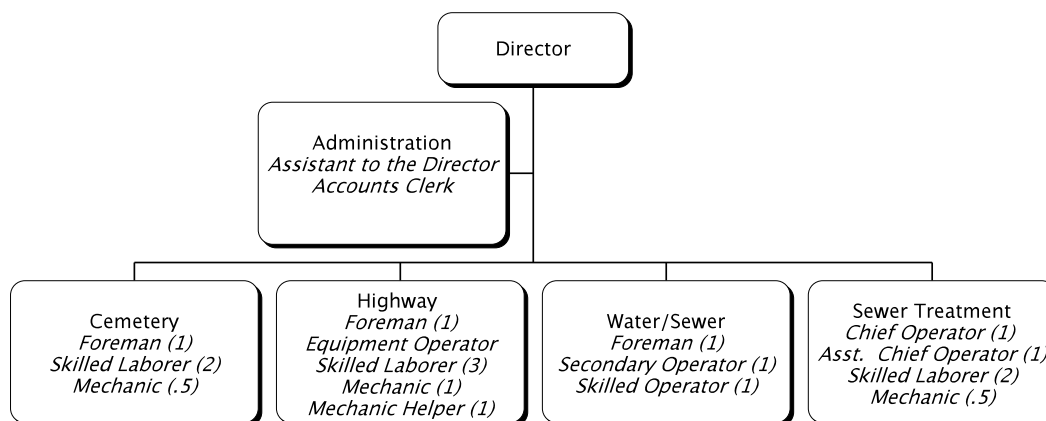 Director
Administration
Assistant to the Director
Accounts Clerk
Cemetery
Foreman (1)
Skilled Laborer (2)
Mechanic (.5)
Highway
Foreman (1)
Equipment Operator
Skilled Laborer (3)
Mechanic (1)
Mechanic Helper (1)
Water/Sewer
Foreman (1)
Secondary Operator (1)
Skilled Operator (1)
Sewer Treatment
Chief Operator (1)
Asst.  Chief Operator (1)
Skilled Laborer (2)
Mechanic (.5)